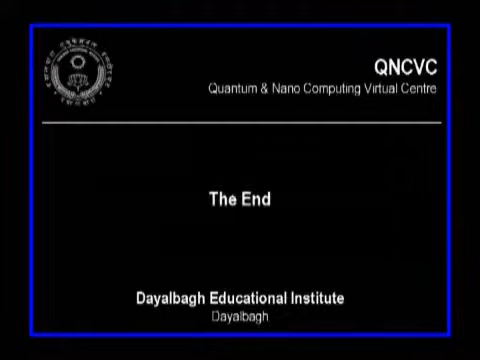 QNCVC
Quantum & Nano Computing Virtual Centre
The End
Dayalbagh Educational Institute
Dayalbagh